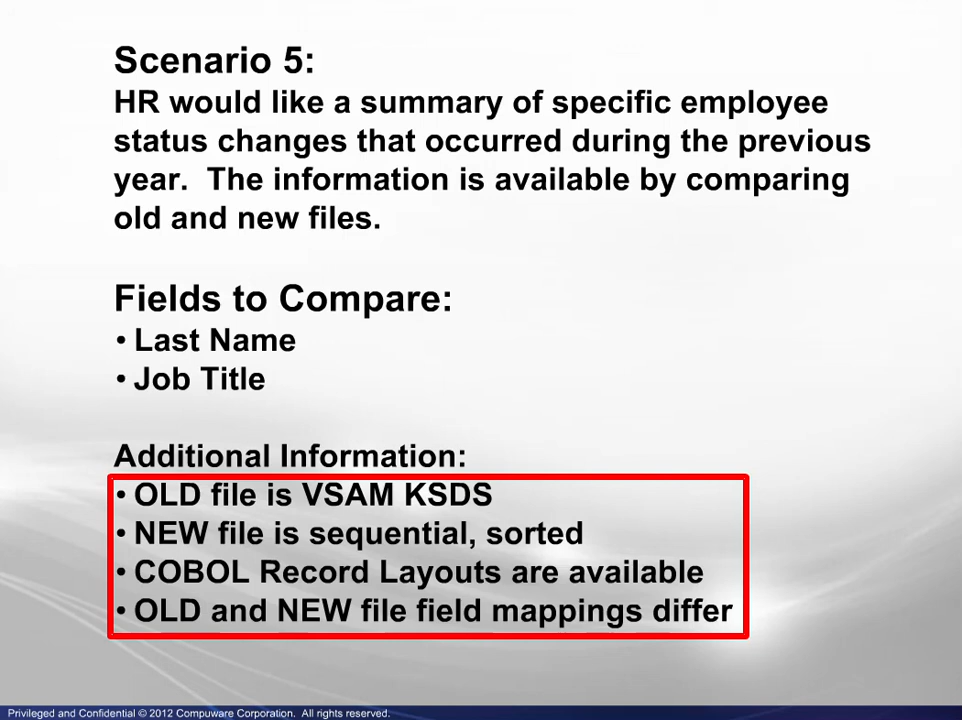 Scenario 5:
HR would like a summary of specific employee
status changes that occurred during the previous
year.  The information is available by comparing
old and new files.
Fields to Compare:
• Last Name
• Job Title
Additional Information:
• OLD file is VSAM KSDS
• NEW file is sequential, sorted
• COBOL Record Layouts are available
• OLD and NEW file field mappings differ
Privileged and Confidential © 2012 Compuware Corporation.  All rights reserved.